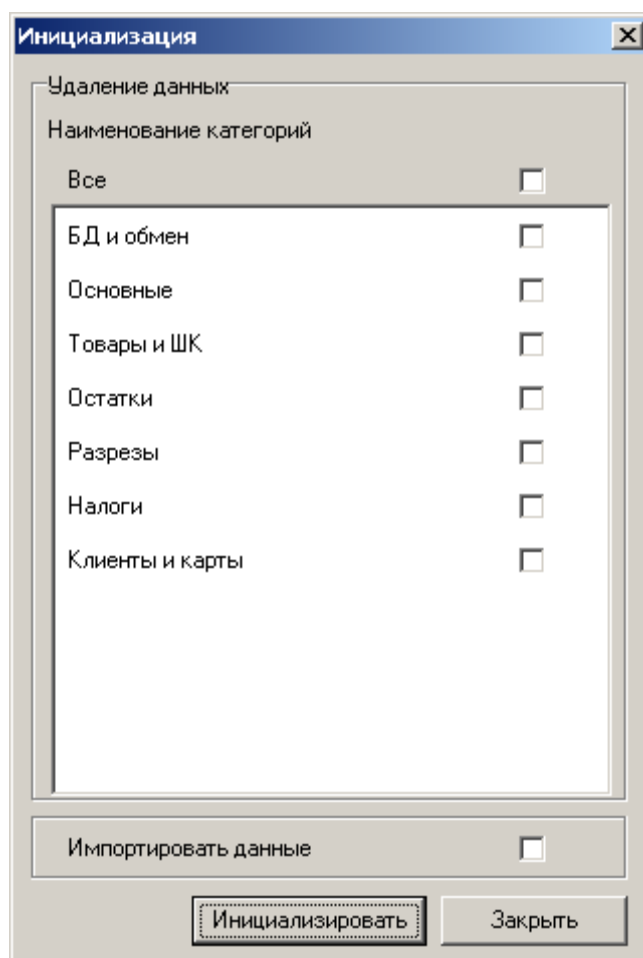 Инициализация
Удаление данных
Наименование категорий
Все
БД и обмен
Основные
Товары и ШК
Остатки
Разрезы
Налоги
Клиенты и карты
Импортировать данные
Инициализировать Закрыть